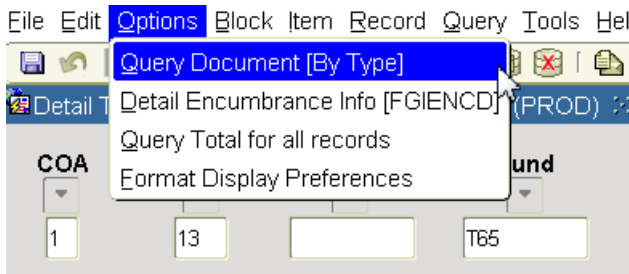 File Edit Options Block Item Record Query Tools Hel
Query Document [By Type]
Detail T
Detail Encumbrance Info [FGIENCD]
(PROD)
Query Total for all records
Format Display Preferences
COA
und
1
13
T65